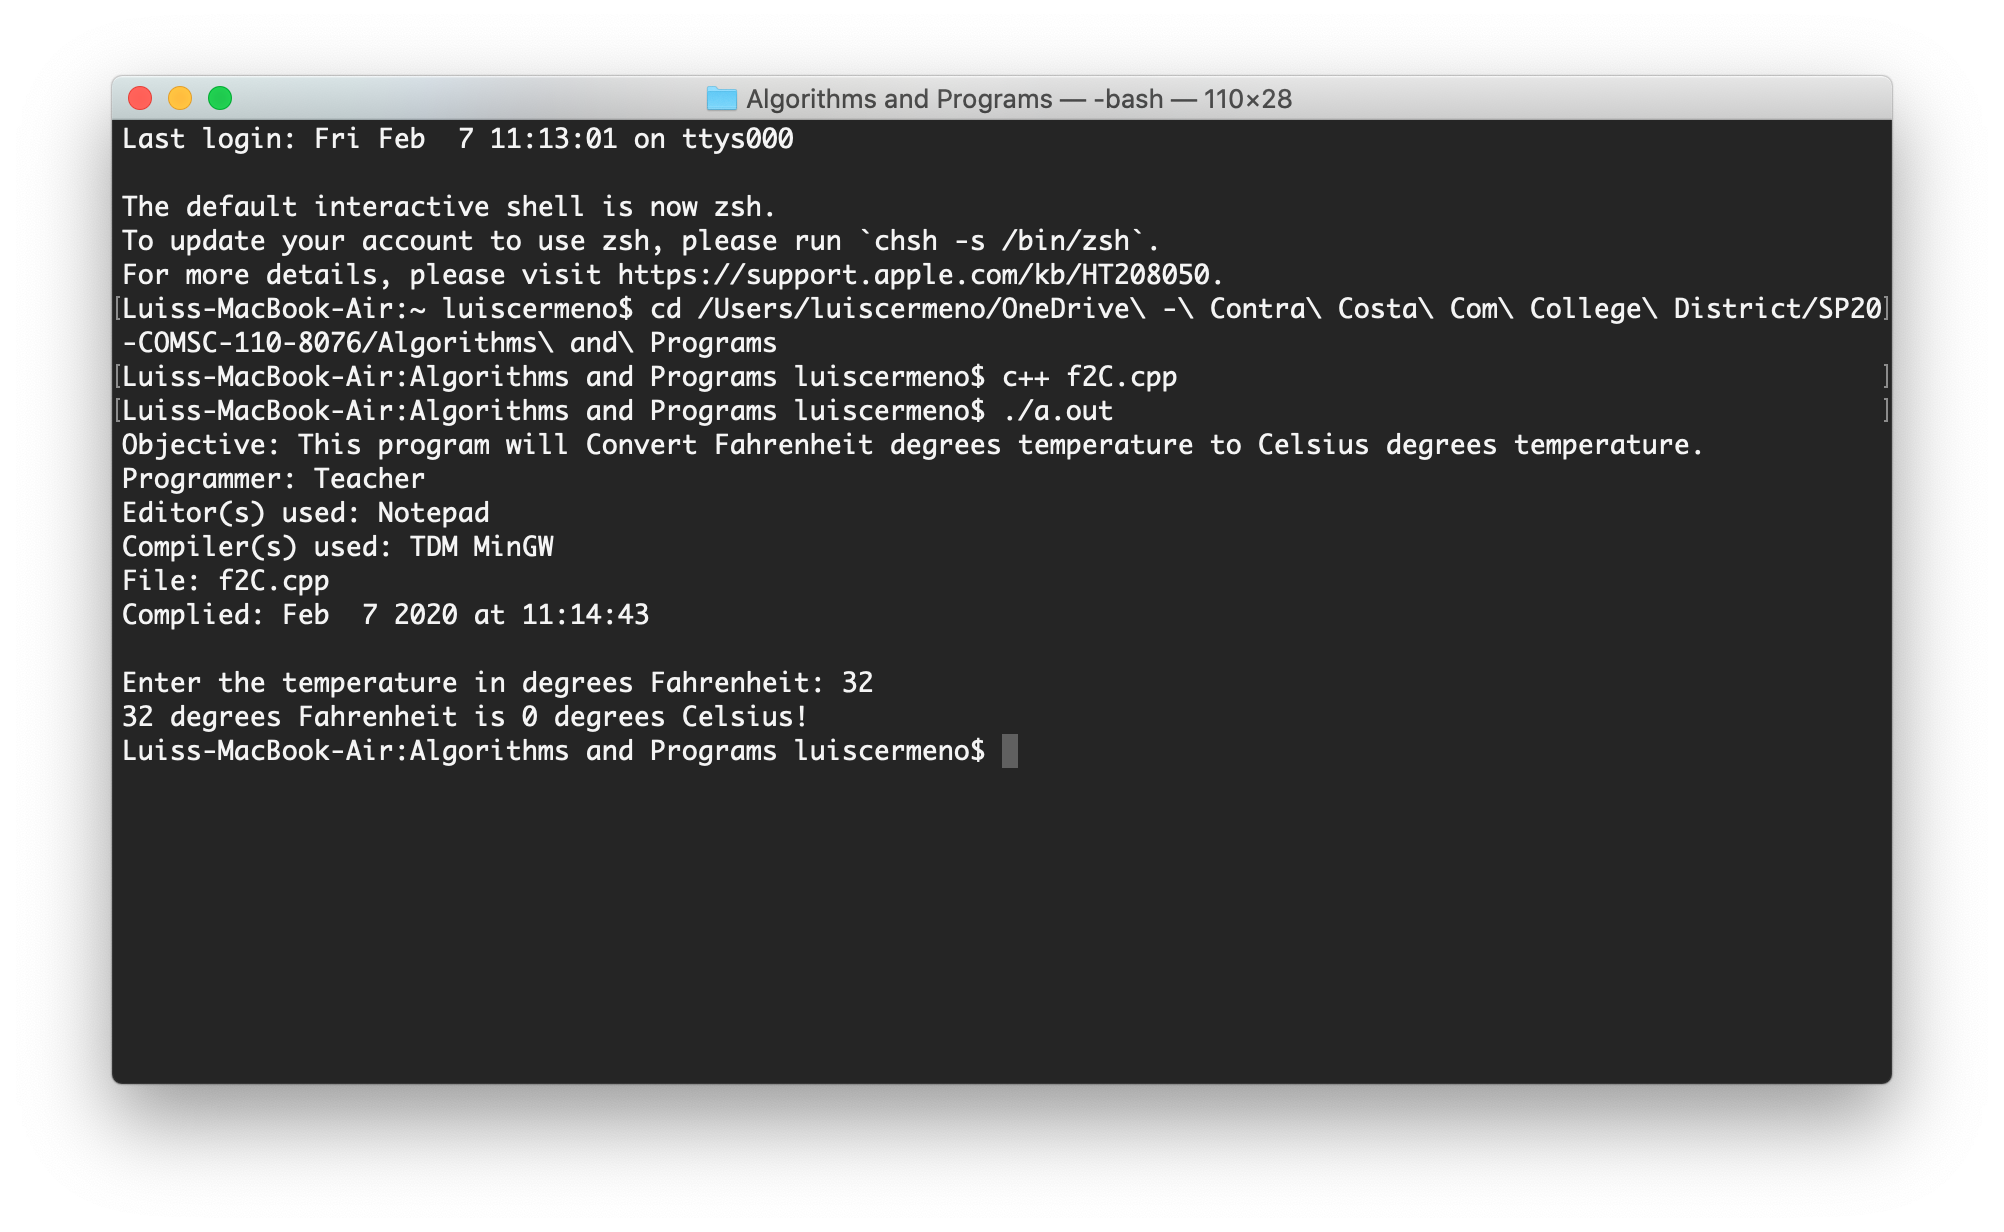 Algorithms and Programs — -bash — 110×28
Last login: Fri Feb  7 11:13:01 on ttys000
The default interactive shell is now zsh.
To update your account to use zsh, please run `chsh -s /bin/zsh`.
For more details, please visit https://support.apple.com/kb/HT208050.
[Luiss-MacBook-Air:~ luiscermeno$ cd /Users/luiscermeno/OneDrive\ -\ Contra\ Costa\ Com\ College\ District/SP20]
-COMSC-110-8076/Algorithms\ and\ Programs
[Luiss-MacBook-Air:Algorithms and Programs luiscermeno$ c++ f2C.cpp ]
[Luiss-MacBook-Air:Algorithms and Programs luiscermeno$ ./a.out ]
Objective: This program will Convert Fahrenheit degrees temperature to Celsius degrees temperature.
Programmer: Teacher
Editor(s) used: Notepad
Compiler(s) used: TDM MinGW
File: f2C.cpp
Complied: Feb  7 2020 at 11:14:43
Enter the temperature in degrees Fahrenheit: 32
32 degrees Fahrenheit is 0 degrees Celsius!
Luiss-MacBook-Air:Algorithms and Programs luiscermeno$